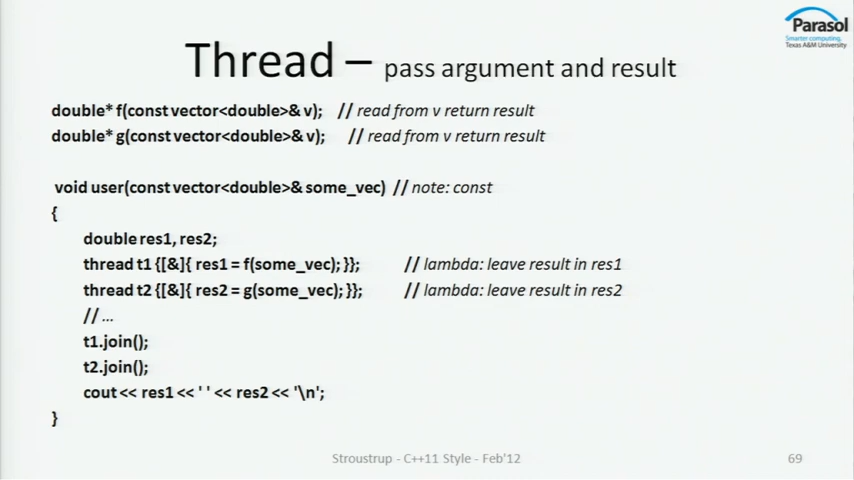 Parasol
Smarter computing.
Texas A&M University
Thread – pass argument and result
double* f(const vector<double>& v); // read from v return result
double* g(const vector<double>& v); // read from v return result
void user(const vector<double>& some_vec) // note: const
{
double res1, res2;
thread t1 {[&]{ res1 = f(some_vec); }}; // lambda: leave result in res1
thread t2 {[&]{ res2 = g(some_vec); }}; // lambda: leave result in res2
// ...
t1.join();
t2.join();
cout << res1 << ' ' << res2 << '\n';
}
Stroustrup - C++11 Style - Feb'12
69